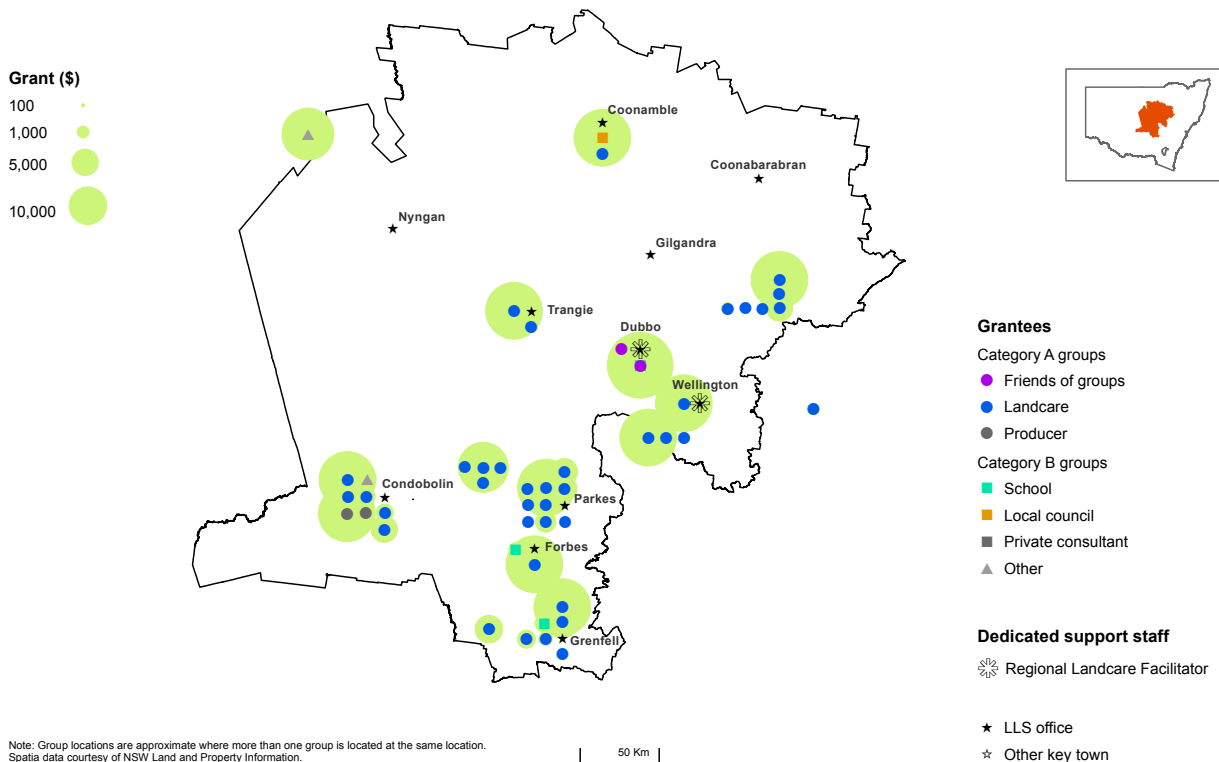 Grant ($)
100
1,000
5,000
10,000
Coonamble
Coonabarabran
Nyngan
Gilgandra
Trangie
Dubbo
Wellington
Condobolin
Parkes
Forbes
Grenfell
Grantees
Category A groups
Friends of groups
Landcare
Producer
Category B groups
School
Local council
Private consultant
Other
Dedicated support staff
Regional Landcare Facilitator
LLS office
Other key town
Note: Group locations are approximate where more than one group is located at the same location.
Spatia data courtesy of NSW Land and Property Information.
50 Km